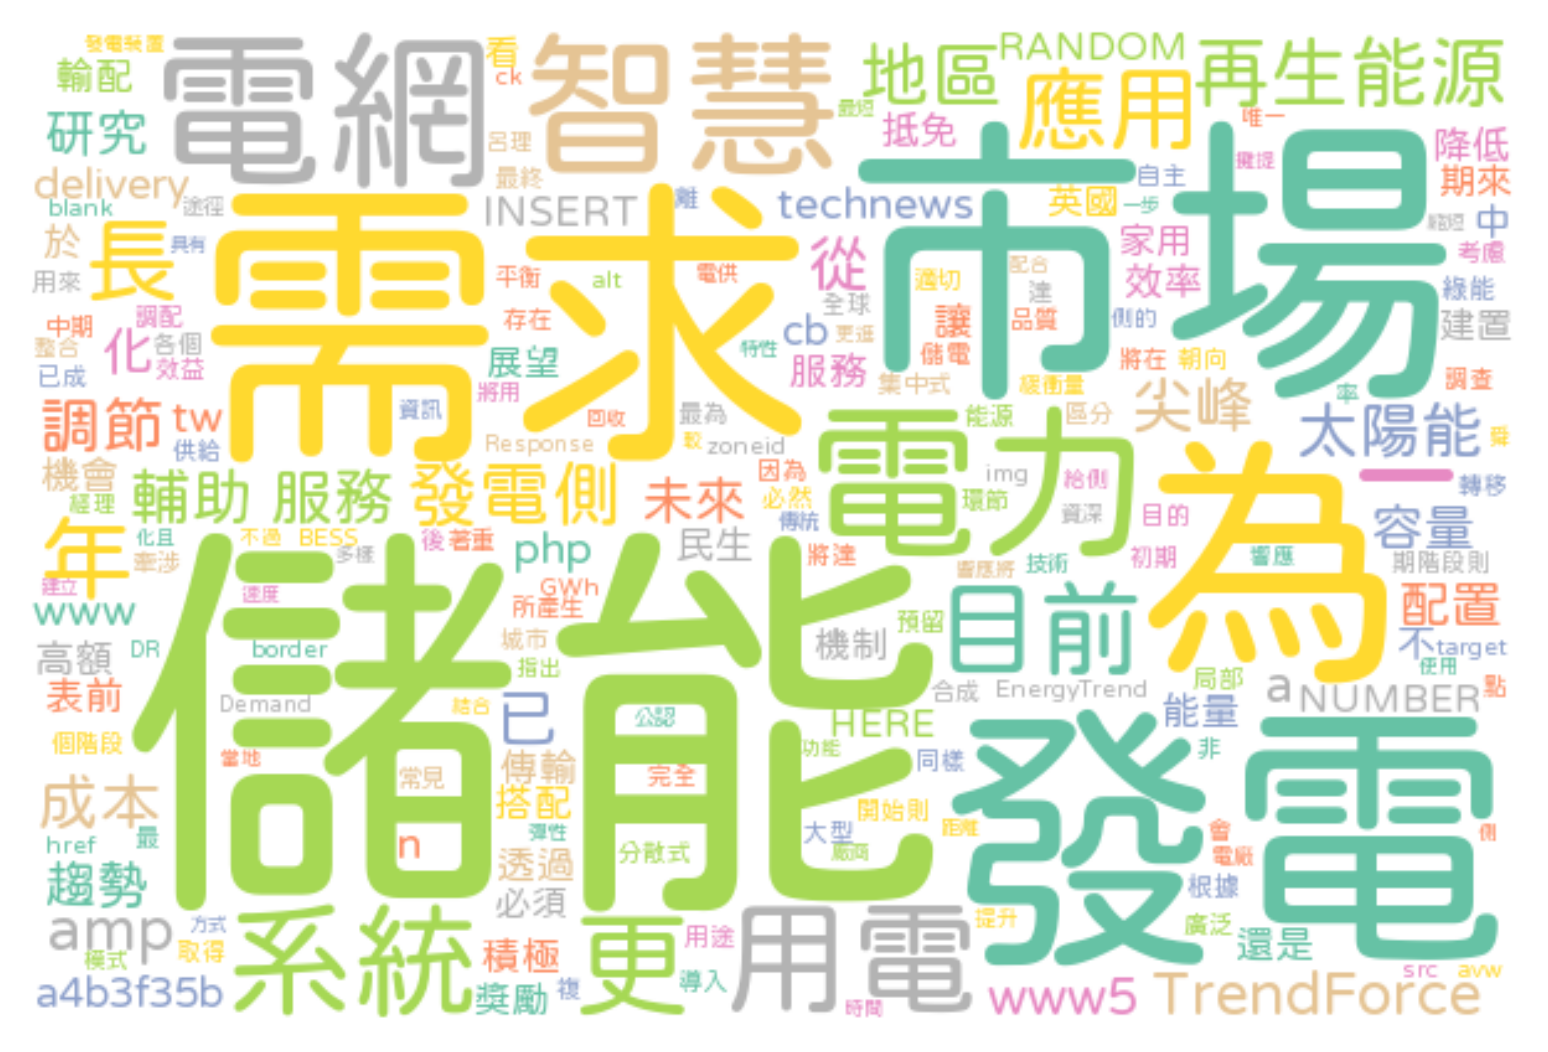 發電裝置 電網 看 智慧 地區 RANDOM 再生能源
輸配 ck 應用
研究 呂理 最短 抵免 唯一 降低
delivery 最終 市場 擁提 期來
blank 途徑 INSERT 離 technews 自主 英國 一步 縮短 中
於 長 具有 需求 從 家用 考慮
用來 平衡 alt 電供 適切 配合 效率 綠能
中期 調配 存在 全球 讓 達 品質 側的 建置
整合 化 各個 展望 特性 cb 更逛 儲電 將在 朝向
已成 效益 將用 服務 集中式 緩衝量 率 調查
調節 tw 資訊 回收 最為 電力 能源 區分 尖峰 太陽能
供給 Response 較 zoneid 舜
機會 輔助 服務 發電側 未來 因為 img 給側 為 一 轉移
經理 必然 環節 資深 目的 容量
年 化且 不過 BESS 後 著重 傳統 民生 將達 響應將 技術 初期 響應 期階段則
牽涉 多樣 php
建立 速度 GWh 配置
www 儲能 所產生 預留 目前
高額 DR border 城市 機制 不 target
指出 局部 使用
表前 Demand 結合 已 合成 EnergyTrend 能量 a NUMBER 點
個階段 公認 HERE
當地 常見 傳輸 完全 功能 同樣 發電 非
成本 搭配 開始則
href 最 n 彈性 大型 距離 會 側
趨勢 透過 分散式 廠商 電廠
必須 根據
amp 方式 系統 積極 更 用途 用電 提升 廣泛 還是
模式 取得 src avw
a4b3f35b 獎勵 複 導入 時間 www5 TrendForce